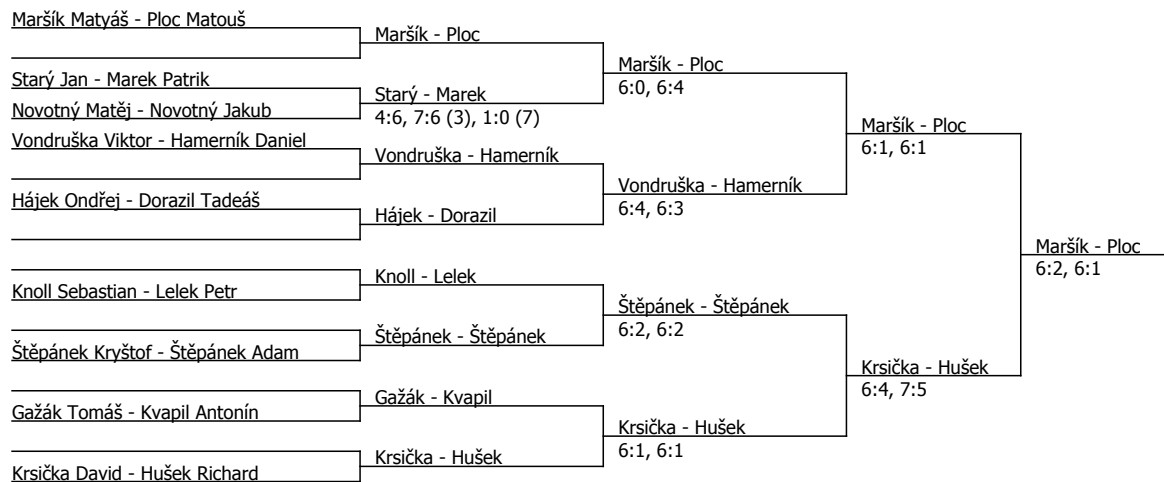 Maršík Matyáš - Ploc Matouš
Starý Jan - Marek Patrik
Novotný Matěj - Novotný Jakub
Vondruška Viktor - Hamerník Daniel
Hájek Ondřej - Dorazil Tadeáš
Knoll Sebastian - Lelek Petr
Štěpánek Kryštof - Štěpánek Adam
Gažák Tomáš - Kvapil Antonín
Krsička David - Hušek Richard
Maršík - Ploc
Starý - Marek
4:6, 7:6 (3), 1:0 (7)
Vondruška - Hamerník
Hájek - Dorazil
Knoll - Lelek
Štěpánek - Štěpánek
Gažák - Kvapil
Krsička - Hušek
Maršík - Ploc
6:0, 6:4
Vondruška - Hamerník
6:4, 6:3
Štěpánek - Štěpánek
6:2, 6:2
Krsička - Hušek
6:1, 6:1
Maršík - Ploc
6:1, 6:1
Krsička - Hušek
6:4, 7:5
Maršík - Ploc
6:2, 6:1